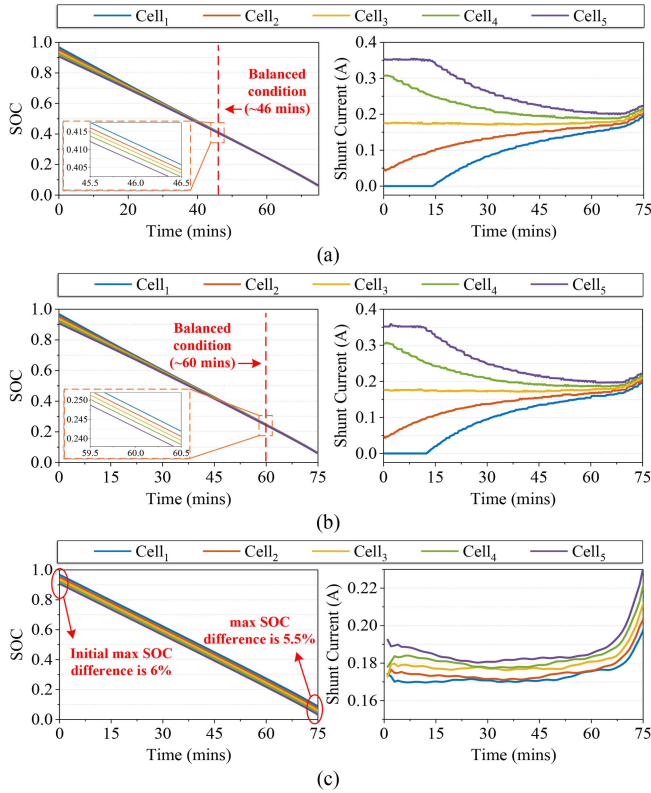 Cell1 Cell2 Cell3 Cell4 Cell5
1.0
0.8
0.6
0.4
0.2
0.0
SOC
Balanced
condition
(~46 mins)
0.415
0.410
0.405
45.5 46.0 46.5
0 20 40 60
Time (mins)
0.4
0.3
0.2
0.1
0.0
Shunt Current (A)
0 15 30 45 60 75
Time (mins)
(a)
Cell1 Cell2 Cell3 Cell4 Cell5
1.0
0.8
0.6
0.4
0.2
0.0
SOC
Balanced
condition
(~60 mins)
0.250
0.245
0.240
59.5 60.0 60.5
0 15 30 45 60 75
Time (mins)
0.4
0.3
0.2
0.1
0.0
Shunt Current (A)
0 15 30 45 60 75
Time (mins)
(b)
Cell1 Cell2 Cell3 Cell4 Cell5
1.0
0.8
0.6
0.4
0.2
0.0
SOC
Initial max SOC
difference is 6%
max SOC
difference is 5.5%
0 15 30 45 60 75
Time (mins)
0.22
0.20
0.18
0.16
Shunt Current (A)
0 15 30 45 60 75
Time (mins)
(c)